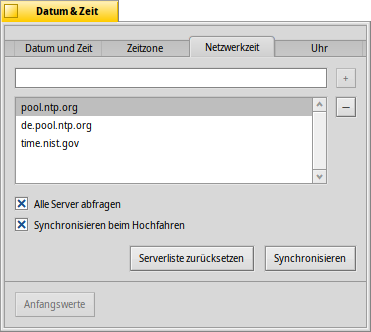 Datum & Zeit
Datum und Zeit Zeitzone Netzwerkzeit Uhr
+
pool.ntp.org
–
de.pool.ntp.org
time.nist.gov
Alle Server abfragen
Synchronisieren beim Hochfahren
Serverliste zurücksetzen Synchronisieren
Anfangswerte